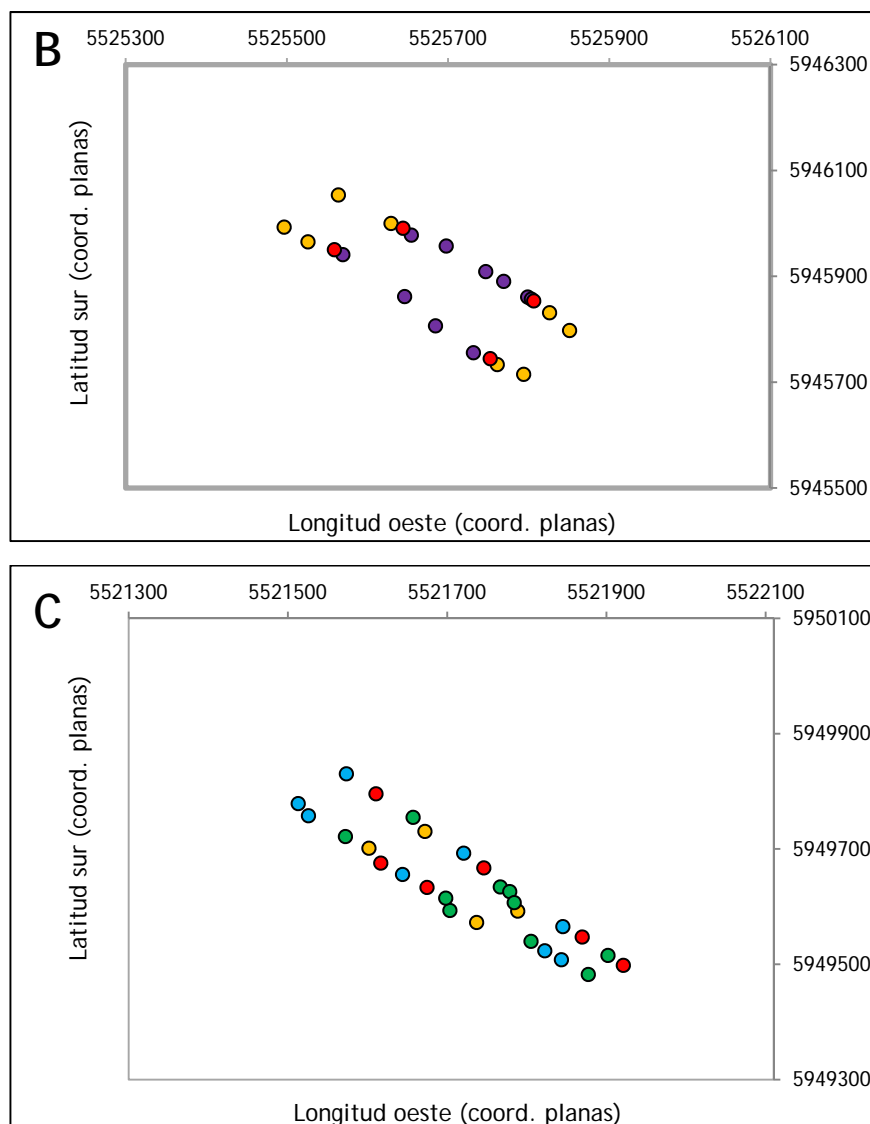 5525300 5525500 5525700 5525900 5526100
B
5946300
5946100
5945900
5945700
5945500
Latitud sur (coord. planas)
Longitud oeste (coord. planas)
5521300 5521500 5521700 5521900 5522100
C
5950100
5949900
5949700
5949500
5949300
Latitud sur (coord. planas)
Longitud oeste (coord. planas)